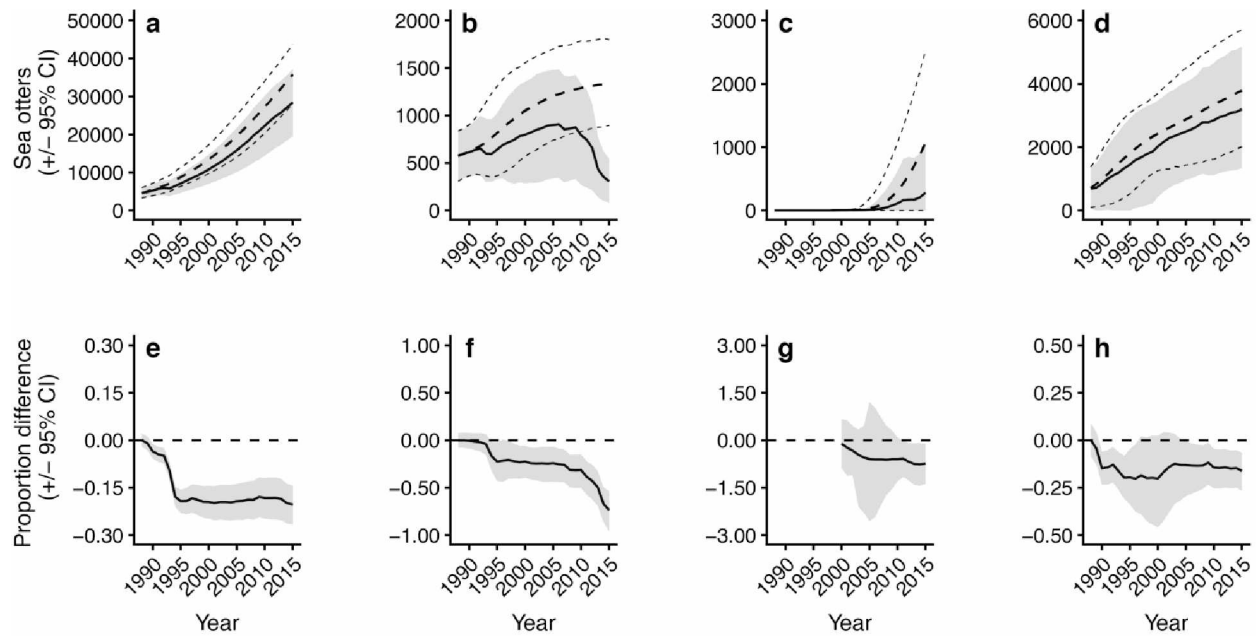 Sea otters
(+/− 95% CI)
a
50000
40000
30000
20000
10000
0
1990 1995 2000 2005 2010 2015
b
2000
1500
1000
500
0
1990 1995 2000 2005 2010 2015
c
3000
2000
1000
0
1990 1995 2000 2005 2010 2015
d
6000
4000
2000
0
1990 1995 2000 2005 2010 2015
Proportion difference
(+/− 95% CI)
e
0.30
0.15
0.00
−0.15
−0.30
1990 1995 2000 2005 2010 2015
Year
f
1.00
0.50
0.00
−0.50
−1.00
1990 1995 2000 2005 2010 2015
Year
g
3.00
1.50
0.00
−1.50
−3.00
1990 1995 2000 2005 2010 2015
Year
h
0.50
0.25
0.00
−0.25
−0.50
1990 1995 2000 2005 2010 2015
Year